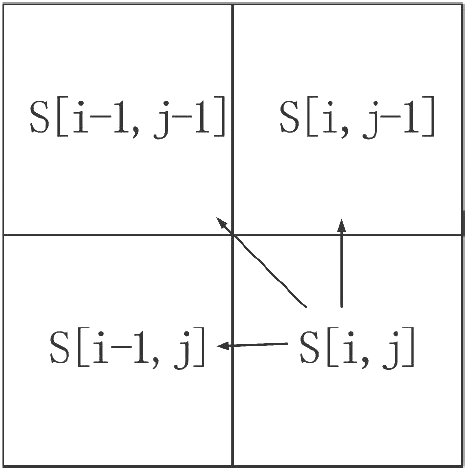 S[i-1, j-1] S[i, j-1]
S[i-1, j] S[i, j]